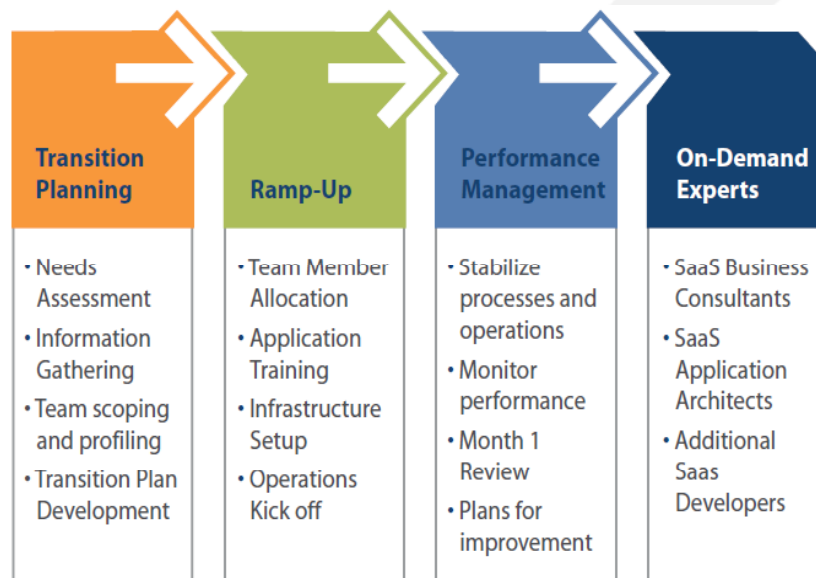 Transition
Planning
• Needs
Assessment
• Information
Gathering
• Team scoping
and profiling
• Transition Plan
Development
Ramp-Up
• Team Member
Allocation
• Application
Training
• Infrastructure
Setup
• Operations
Kick off
Performance
Management
• Stabilize
processes and
operations
• Monitor
performance
• Month 1
Review
• Plans for
improvement
On-Demand
Experts
• SaaS Business
Consultants
• SaaS
Application
Architects
• Additional
Saas
Developers